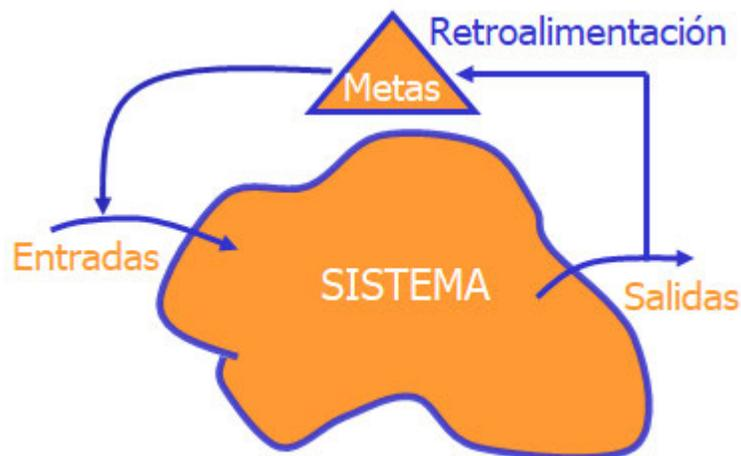 Retroalimentación
Metas
Entradas
SISTEMA
Salidas